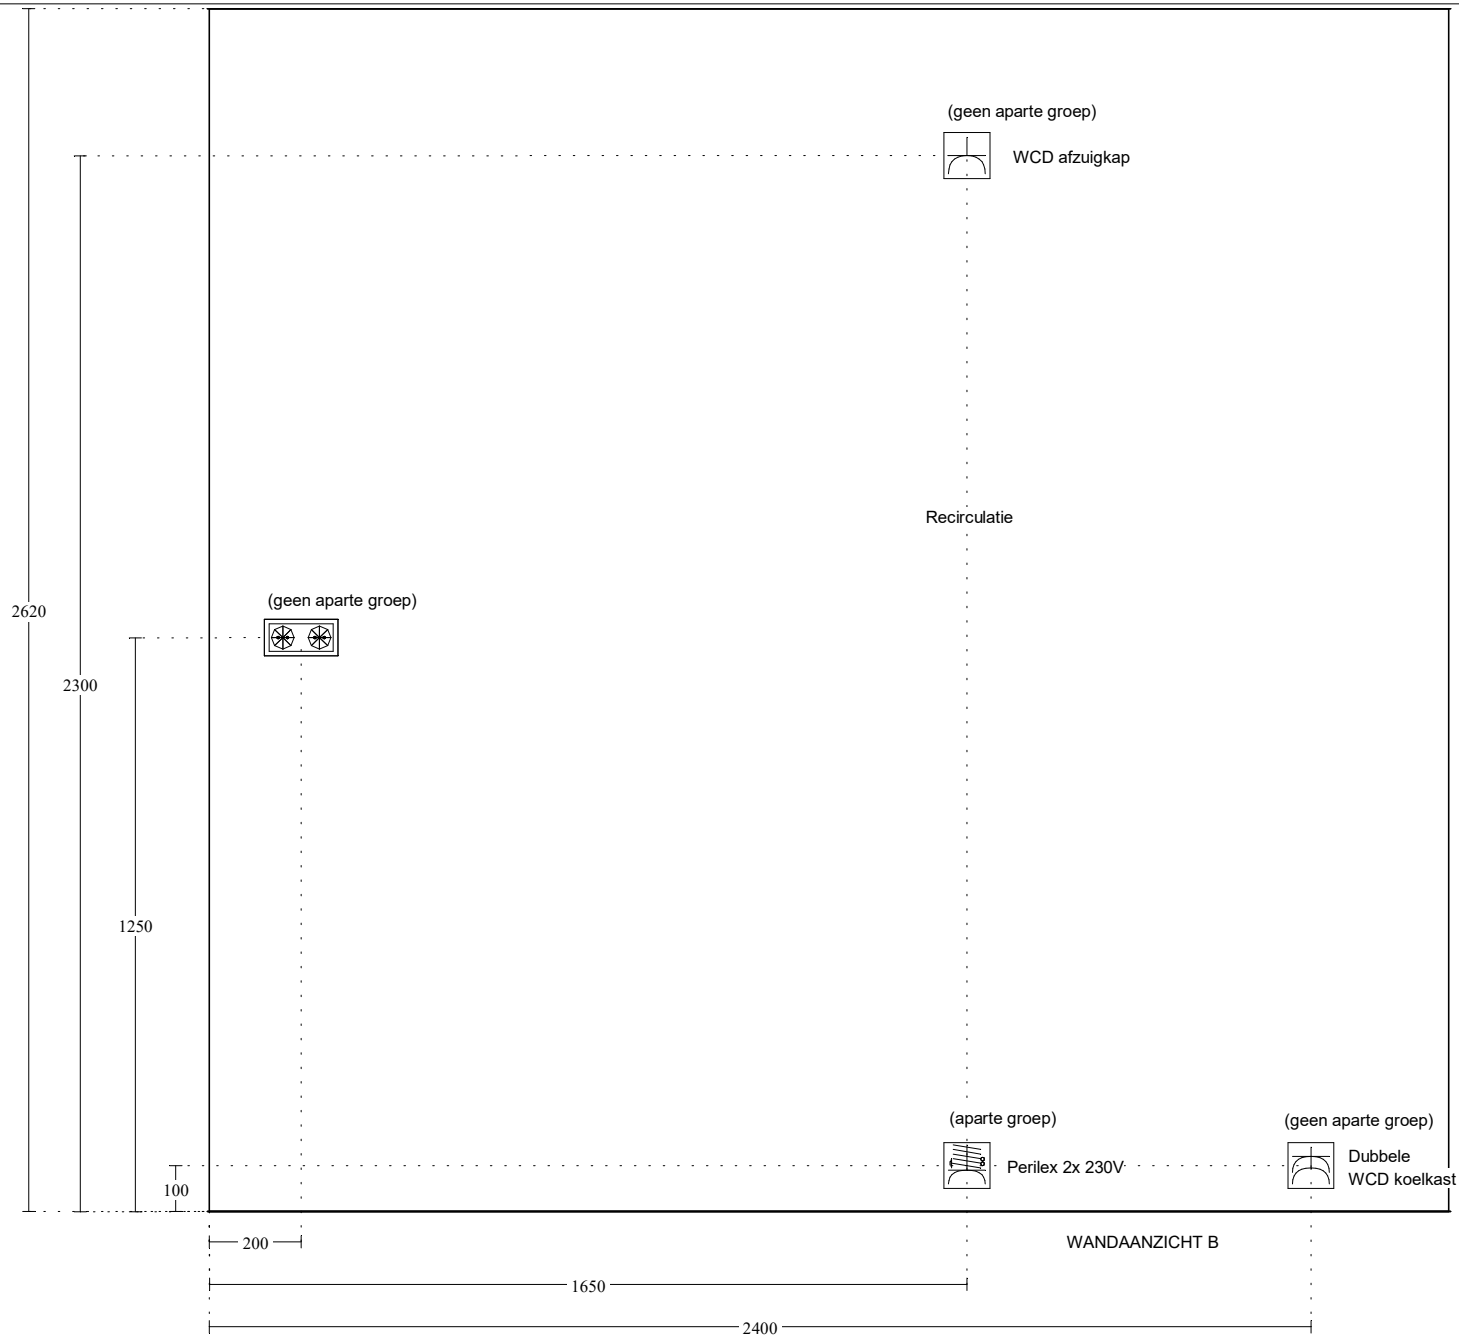 (geen aparte groep)
WCD afzuigkap
Recirculatie
(geen aparte groep)
2620
2300
1250
(aparte groep)
(geen aparte groep)
Perilex 2x 230V
Dubbele
WCD koelkast
100
200
WANDAANZICHT B
1650
2400